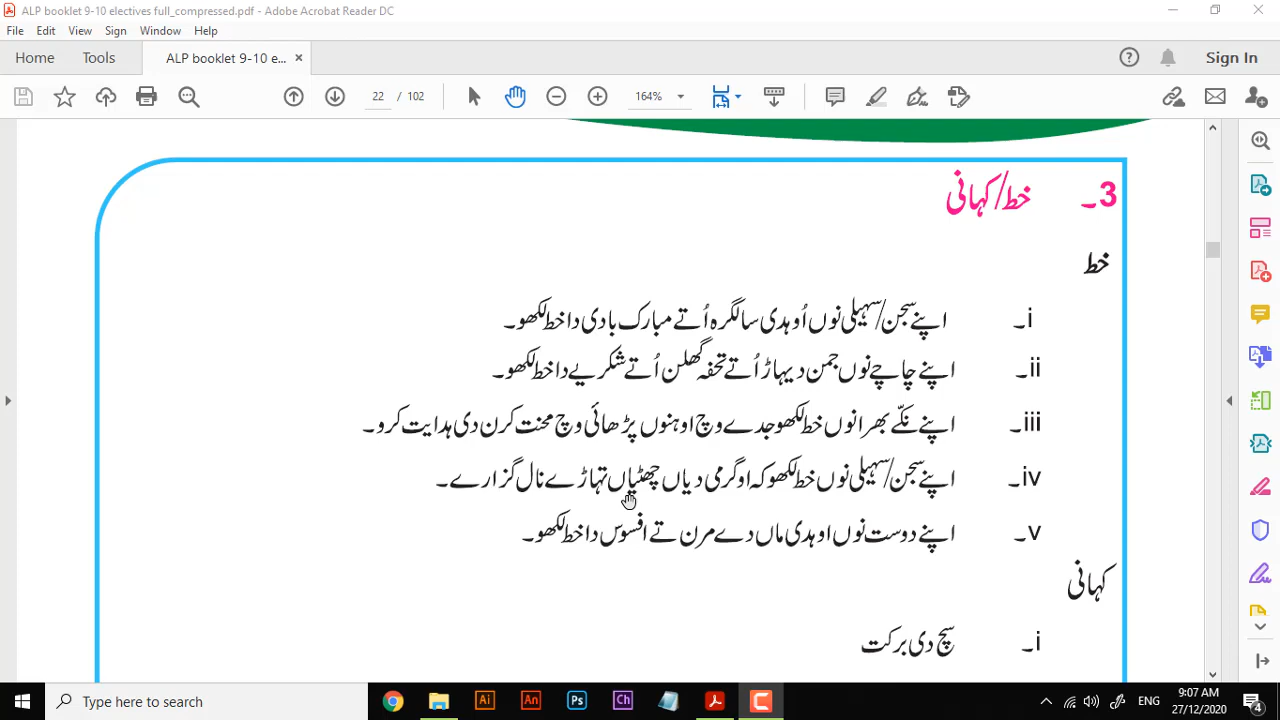 ALP booklet 9-10 electives full_compressed.pdf - Adobe Acrobat Reader DC
File Edit View Sign Window Help
Home Tools ALP booklet 9-10 e... × Sign In
22 / 102 164%
3۔ خط/کہانی
خط
i۔ اپنے سجن/سہیلی نوں اُوہدی سالگرہ اُتے مبارک بادی دا خط لکھو۔
ii۔ اپنے چاچے نوں جمن دیہاڑ اُتے تحفہ گھلن اُتے شکریے دا خط لکھو۔
iii۔ اپنے نکّے بھرا نوں خط لکھو جدے وچ اوہنوں پڑھائی وچ محنت کرن دی ہدایت کرو۔
iv۔ اپنے سجن/سہیلی نوں خط لکھو کہ او گرمی دیاں چھٹیاں تہاڑے نال گزارے۔
v۔ اپنے دوست نوں اوہدی ماں دے مرن تے افسوس دا خط لکھو۔
کہانی
i۔ سچ دی برکت
Type here to search
Ai An Ps Ch
ENG 9:07 AM 27/12/2020 4